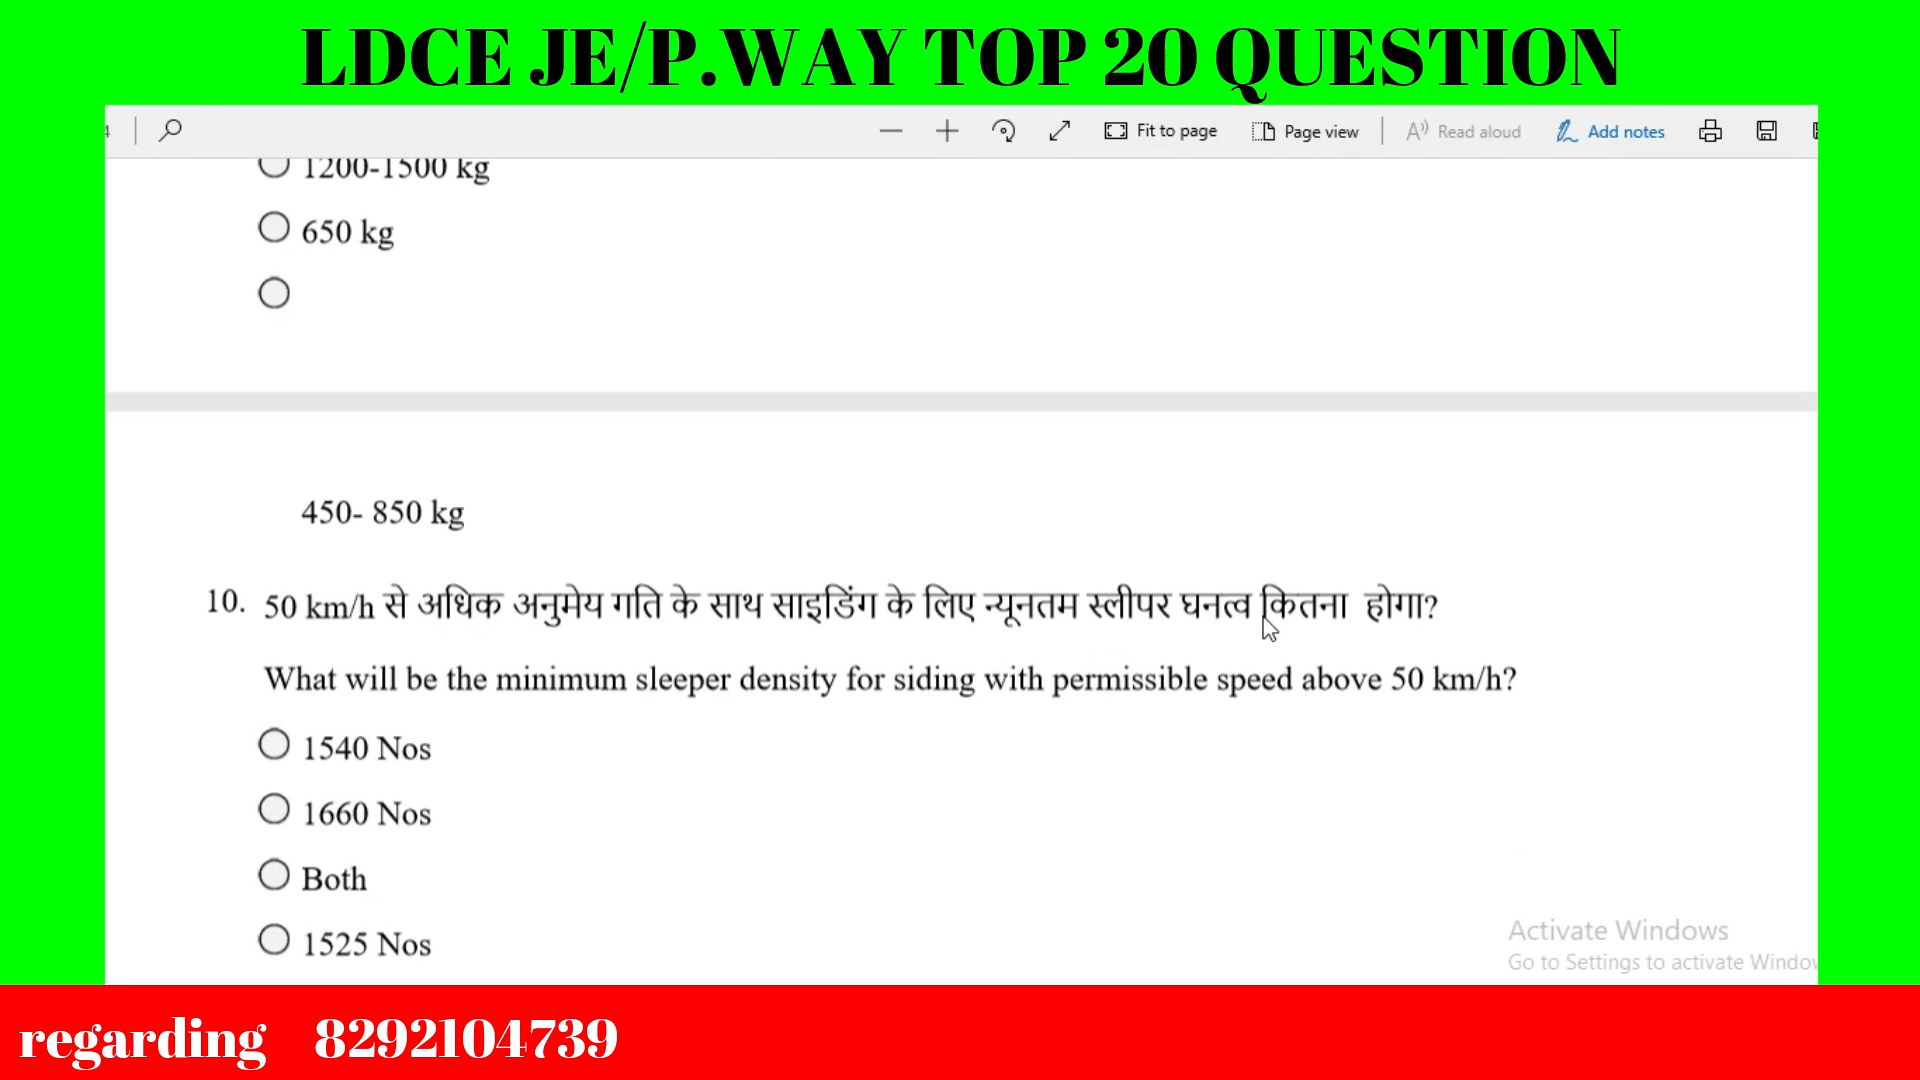 LDCE JE/P.WAY TOP 20 QUESTION
Fit to page Page view Read aloud Add notes
1200-1500 kg
650 kg
450- 850 kg
10. 50 km/h से अधिक अनुमेय गति के साथ साइडिंग के लिए न्यूनतम स्लीपर घनत्व कितना होगा?
What will be the minimum sleeper density for siding with permissible speed above 50 km/h?
1540 Nos
1660 Nos
Both
1525 Nos
Activate Windows
Go to Settings to activate Window
regarding 8292104739